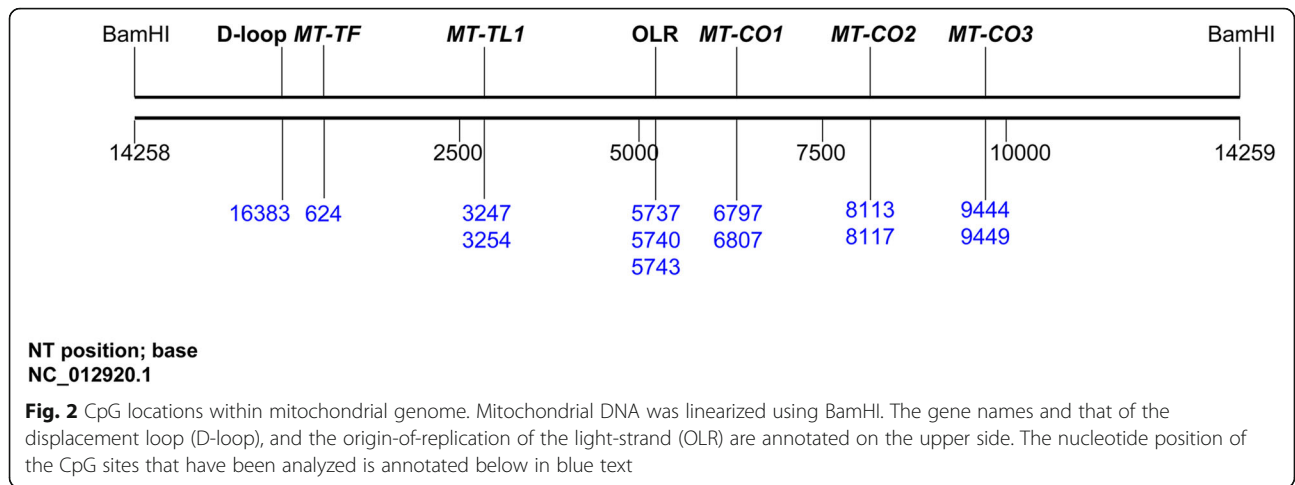 BamHI D-loop MT-TF MT-TL1 OLR MT-CO1 MT-CO2 MT-CO3 BamHI
14258 2500 5000 7500 10000 14259
16383 624 3247 5737 6797 8113 9444
3254 5740 6807 8117 9449
5743
NT position; base
NC_012920.1
Fig. 2 CpG locations within mitochondrial genome. Mitochondrial DNA was linearized using BamHI. The gene names and that of the
displacement loop (D-loop), and the origin-of-replication of the light-strand (OLR) are annotated on the upper side. The nucleotide position of
the CpG sites that have been analyzed is annotated below in blue text